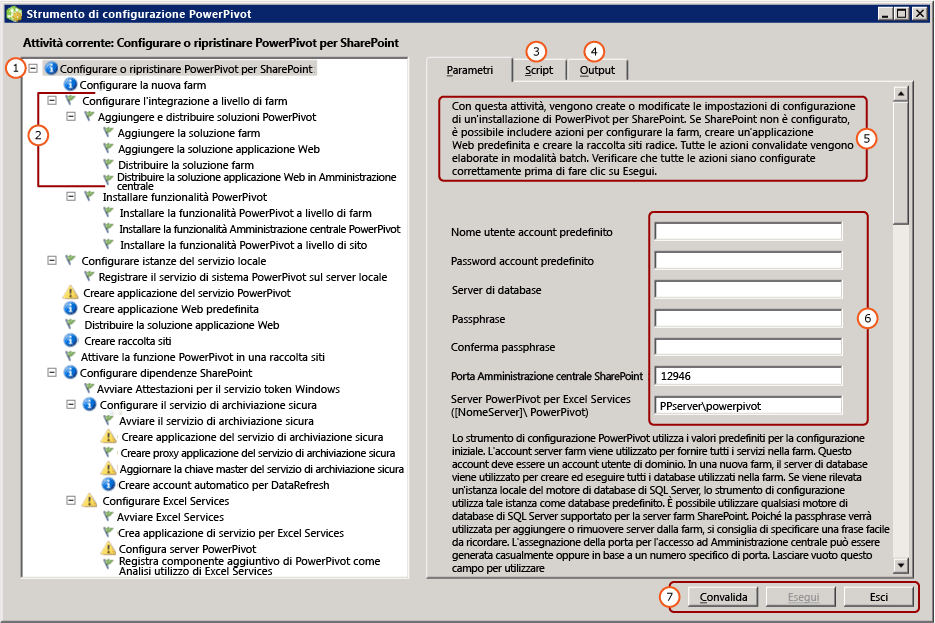 Strumento di configurazione PowerPivot
Attività corrente: Configurare o ripristinare PowerPivot per SharePoint
1
Configurare o ripristinare PowerPivot per SharePoint
Configurare la nuova farm
2
Configurare l'integrazione a livello di farm
Aggiungere e distribuire soluzioni PowerPivot
Aggiungere la soluzione farm
Aggiungere la soluzione applicazione Web
Distribuire la soluzione farm
Distribuire la soluzione applicazione Web in Amministrazione
centrale
Installare funzionalità PowerPivot
Installare la funzionalità PowerPivot a livello di farm
Installare la funzionalità Amministrazione centrale PowerPivot
Installare la funzionalità PowerPivot a livello di sito
Configurare istanze del servizio locale
Registrare il servizio di sistema PowerPivot sul server locale
Creare applicazione del servizio PowerPivot
Creare applicazione Web predefinita
Distribuire la soluzione applicazione Web
Creare raccolta siti
Attivare la funzione PowerPivot in una raccolta siti
Configurare dipendenze SharePoint
Avviare Attestazioni per il servizio token Windows
Configurare il servizio di archiviazione sicura
Avviare il servizio di archiviazione sicura
Creare applicazione del servizio di archiviazione sicura
Creare proxy applicazione del servizio di archiviazione sicura
Aggiornare la chiave master del servizio di archiviazione sicura
Creare account automatico per DataRefresh
Configurare Excel Services
Avviare Excel Services
Crea applicazione di servizio per Excel Services
Configura server PowerPivot
Registra componente aggiuntivo di PowerPivot come
Analisi utilizzo di Excel Services
3
4
Parametri
Script
Output
Con questa attività, vengono create o modificate le impostazioni di configurazione
di un'installazione di PowerPivot per SharePoint. Se SharePoint non è configurato,
è possibile includere azioni per configurare la farm, creare un'applicazione
Web predefinita e creare la raccolta siti radice. Tutte le azioni convalidate vengono
elaborate in modalità batch. Verificare che tutte le azioni siano configurate
correttamente prima di fare clic su Esegui.
5
Nome utente account predefinito
Password account predefinito
Server di database
Passphrase
6
Conferma passphrase
Porta Amministrazione centrale SharePoint
12946
Server PowerPivot per Excel Services
([NomeServer]\ PowerPivot)
PPserver\powerpivot
Lo strumento di configurazione PowerPivot utilizza i valori predefiniti per la configurazione
iniziale. L'account server farm viene utilizzato per fornire tutti i servizi nella farm. Questo
account deve essere un account utente di dominio. In una nuova farm, il server di database
viene utilizzato per creare ed eseguire tutti i database utilizzati nella farm. Se viene rilevata
un'istanza locale del motore di database di SQL Server, lo strumento di configurazione
utilizza tale istanza come database predefinito. È possibile utilizzare qualsiasi motore di
database di SQL Server supportato per la server farm SharePoint. Poiché la passphrase verrà
utilizzata per aggiungere o rimuovere server dalla farm, si consiglia di specificare una frase facile
da ricordare. L'assegnazione della porta per l'accesso ad Amministrazione centrale può essere
generata casualmente oppure in base a un numero specifico di porta. Lasciare vuoto questo
campo per utilizzare
7
Convalida
Esegui
Esci